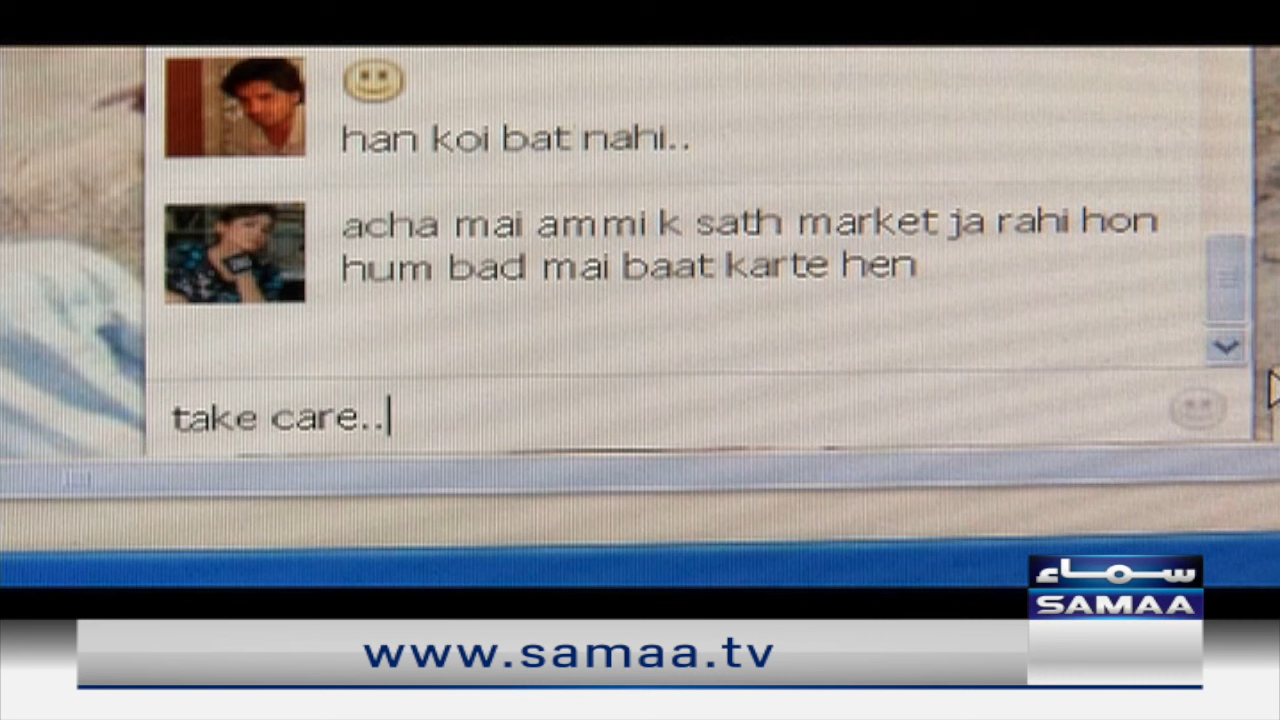 han koi bat nahi..
acha mai ammi k sath market ja rahi hon
hum bad mai baat karte hen
take care..
سماء
SAMAA
www.samaa.tv